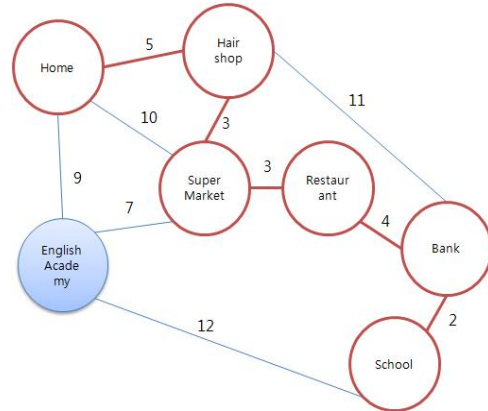 Home
5
Hair
shop
10
3
11
9
7
Super
Market
3
Restaur
ant
4
Bank
English
Acade
my
12
2
School